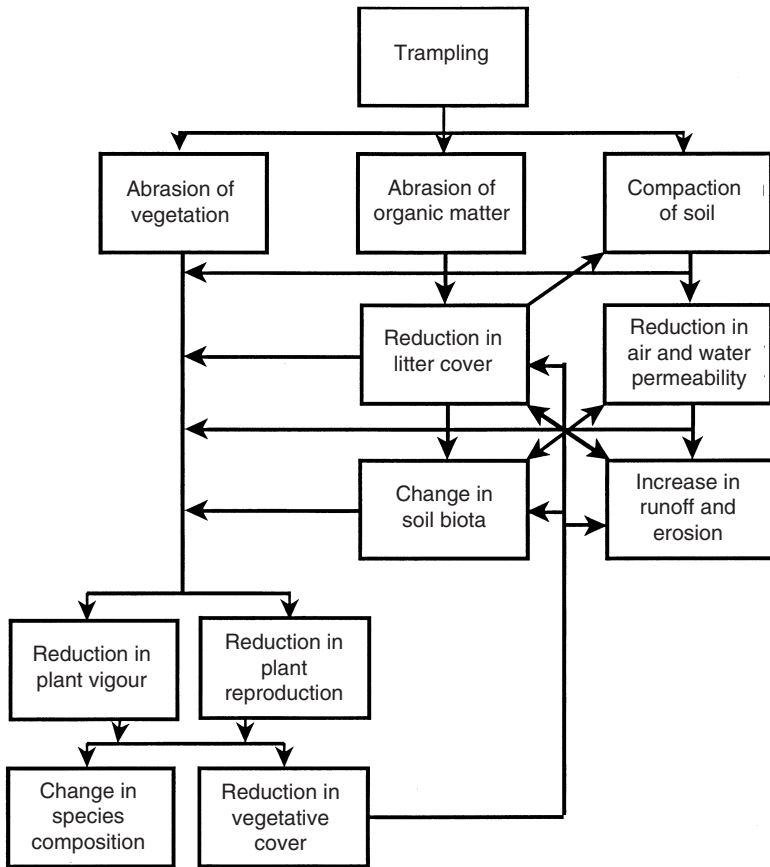 Trampling
Abrasion of
vegetation
Abrasion of
organic matter
Compaction
of soil
Reduction in
litter cover
Reduction in
air and water
permeability
Change in
soil biota
Increase in
runoff and
erosion
Reduction in
plant vigour
Reduction in
plant
reproduction
Change in
species
composition
Reduction in
vegetative
cover